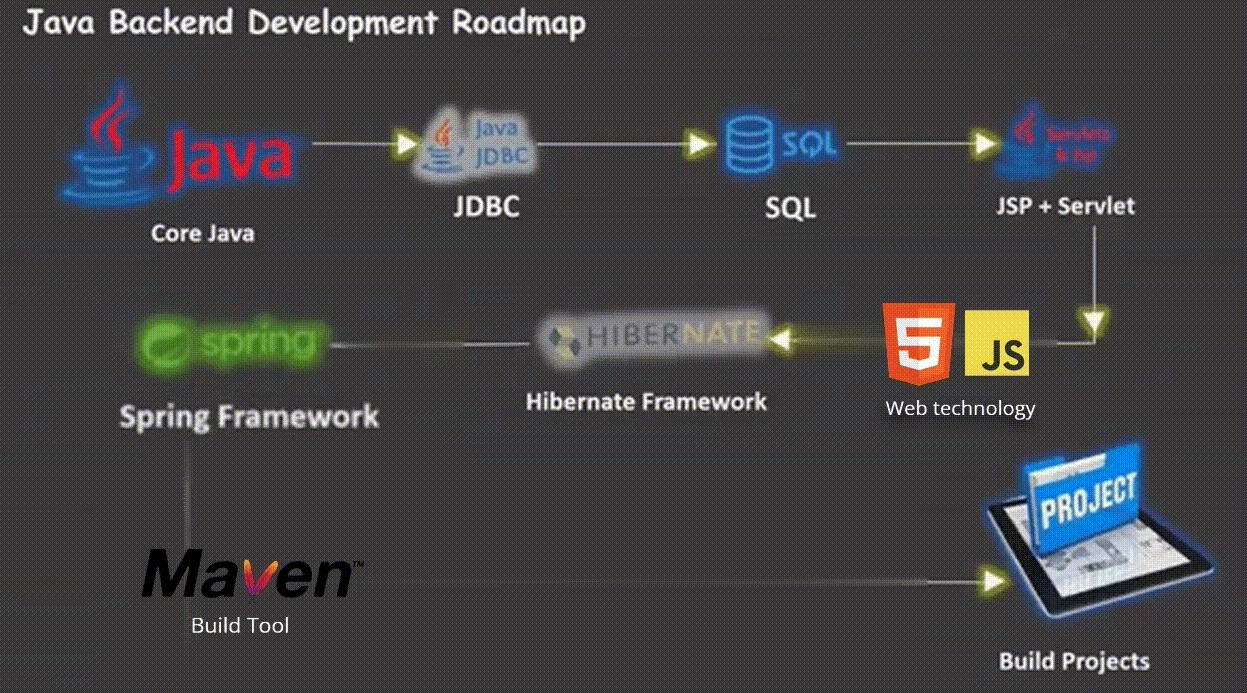 Java Backend Development Roadmap
Java
Core Java
Java
JDBC
JDBC
SQL
SQL
Servlets
& JSP
JSP + Servlet
spring
Spring Framework
HIBERNATE
Hibernate Framework
5
JS
Web technology
PROJECT
Build Projects
Maven™
Build Tool